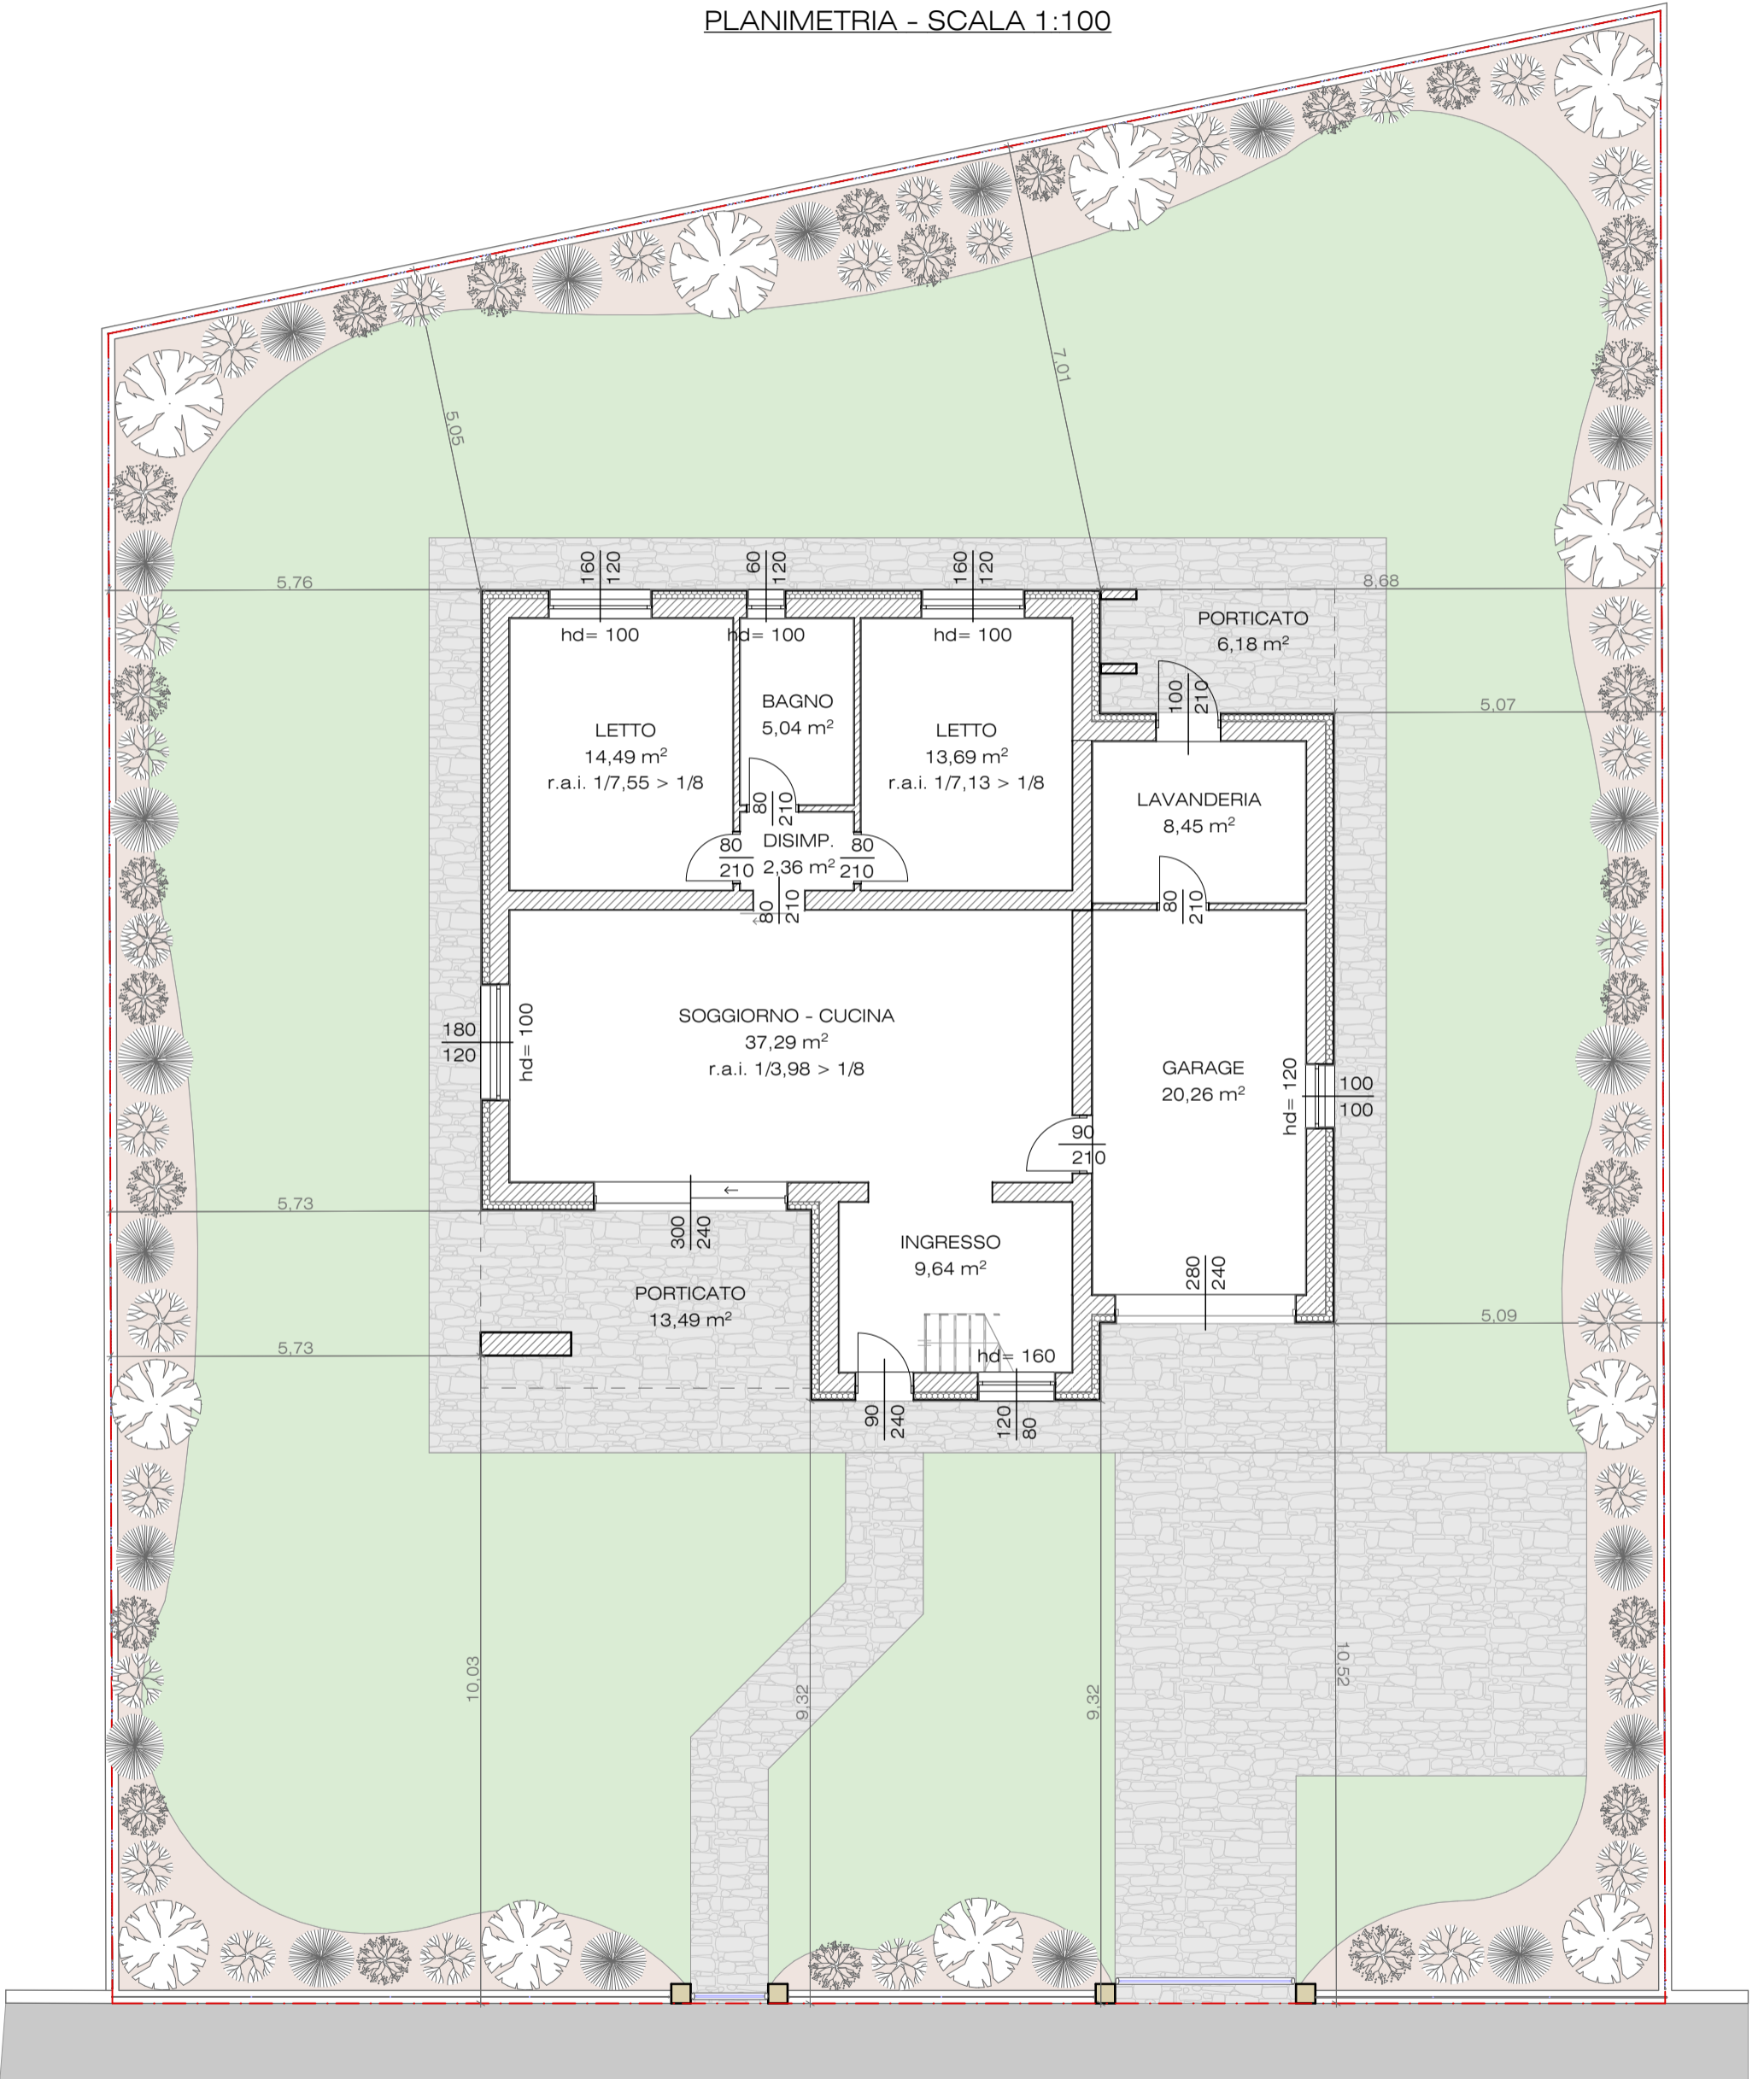 PLANIMETRIA - SCALA 1:100
7,01
5,05
5,76
160
120
60
120
160
120
8,68
hd= 100
hd= 100
hd= 100
PORTICATO
6,18 m²
100
210
5,07
LETTO
14,49 m²
r.a.i. 1/7,55 > 1/8
BAGNO
5,04 m²
LETTO
13,69 m²
r.a.i. 1/7,13 > 1/8
80
210
LAVANDERIA
8,45 m²
80
210
DISIMP.
2,36 m²
80
210
80
210
80
210
SOGGIORNO - CUCINA
37,29 m²
r.a.i. 1/3,98 > 1/8
180
120
hd= 100
GARAGE
20,26 m²
hd= 120
100
100
90
210
5,73
300
240
INGRESSO
9,64 m²
280
240
PORTICATO
13,49 m²
5,09
5,73
hd= 160
90
240
120
80
10,03
9,32
9,32
10,52